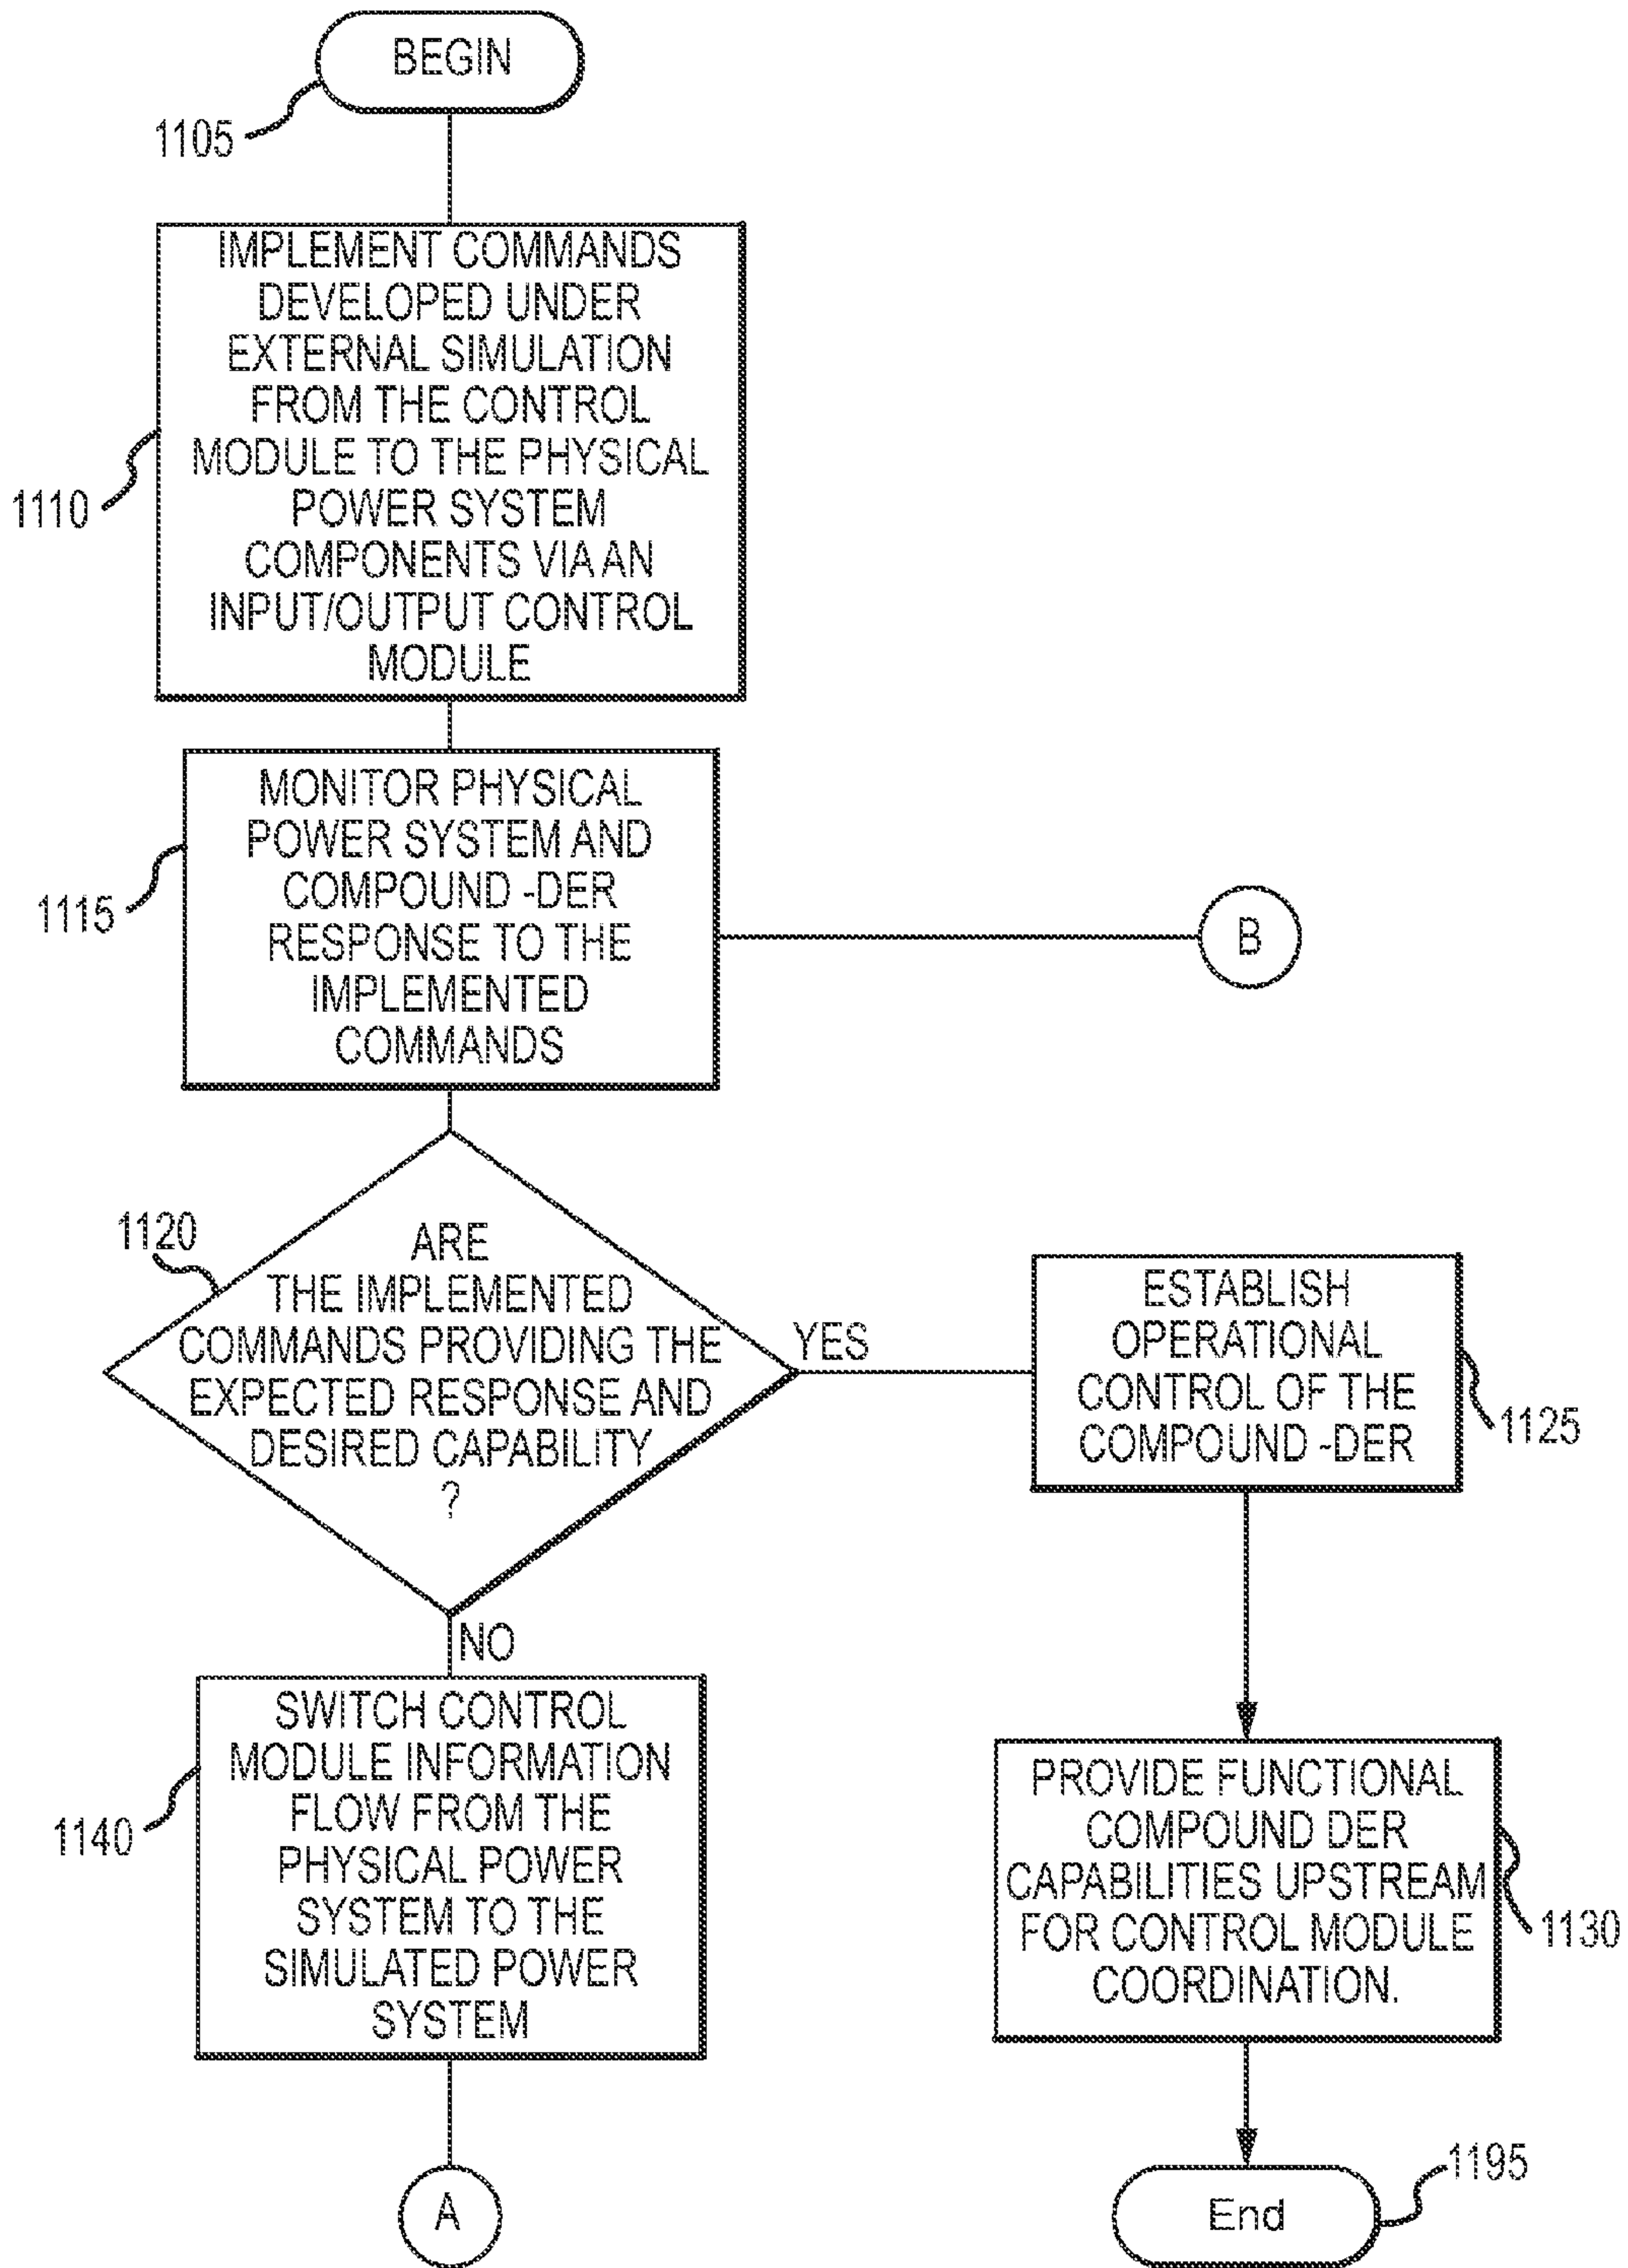 BEGIN
1105
IMPLEMENT COMMANDS
DEVELOPED UNDER
EXTERNAL SIMULATION
FROM THE CONTROL
MODULE TO THE PHYSICAL
POWER SYSTEM
COMPONENTS VIA AN
INPUT/OUTPUT CONTROL
MODULE
1110
MONITOR PHYSICAL
POWER SYSTEM AND
COMPOUND -DER
RESPONSE TO THE
IMPLEMENTED
COMMANDS
1115
B
1120
ARE
THE IMPLEMENTED
COMMANDS PROVIDING THE
EXPECTED RESPONSE AND
DESIRED CAPABILITY
?
YES
ESTABLISH
OPERATIONAL
CONTROL OF THE
COMPOUND -DER
1125
NO
SWITCH CONTROL
MODULE INFORMATION
FLOW FROM THE
PHYSICAL POWER
SYSTEM TO THE
SIMULATED POWER
SYSTEM
1140
PROVIDE FUNCTIONAL
COMPOUND DER
CAPABILITIES UPSTREAM
FOR CONTROL MODULE
COORDINATION.
1130
A
End
1195